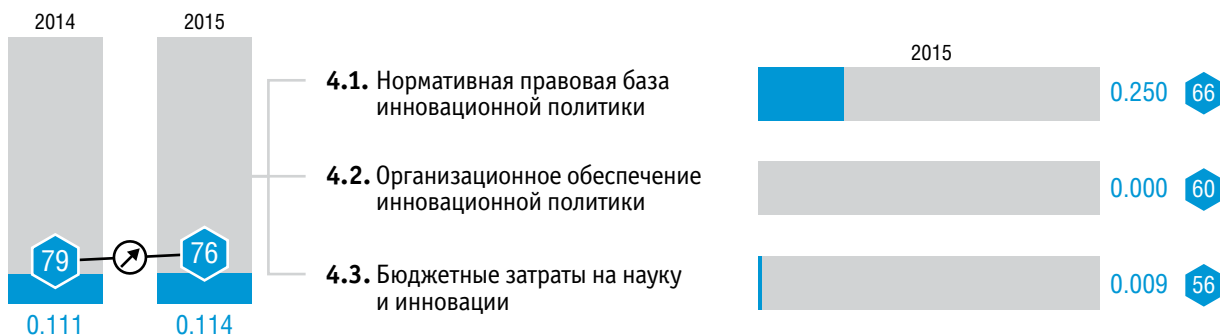 2014
2015
79
76
0.111
0.114
4.1. Нормативная правовая база
инновационной политики
4.2. Организационное обеспечение
инновационной политики
4.3. Бюджетные затраты на науку
и инновации
2015
0.250
66
0.000
60
0.009
56